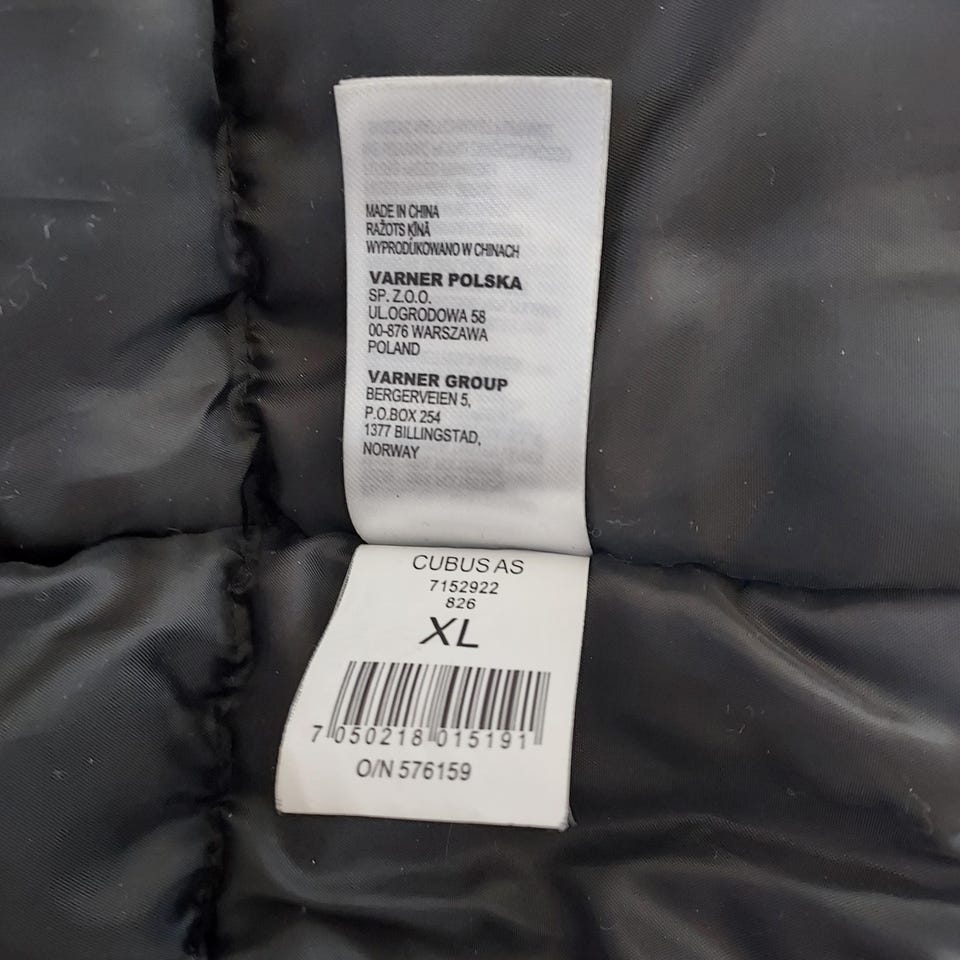 MADE IN CHINA
RAŽOTS ĶĪNĀ
WYPRODUKOWANO W CHINACH
VARNER POLSKA
SP. Z.O.O.
UL.OGRODOWA 58
00-876 WARSZAWA
POLAND
VARNER GROUP
BERGERVEIEN 5,
P.O.BOX 254
1377 BILLINGSTAD,
NORWAY
CUBUS AS
7152922
826
XL
7 050218 015191
O/N 576159